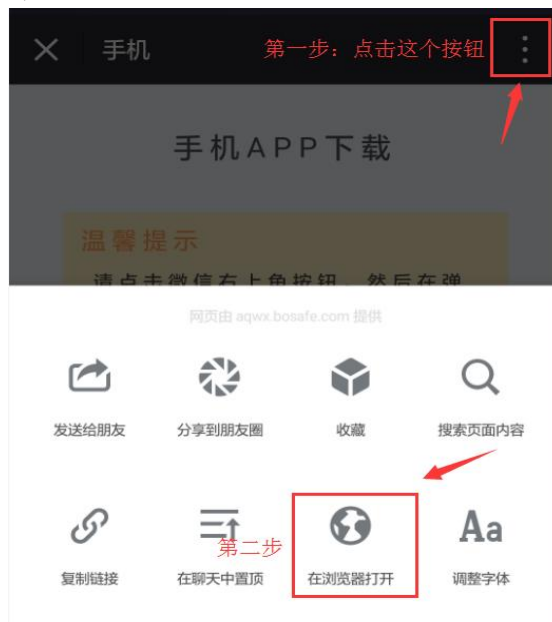 手机
第一步：点击这个按钮
手机APP下载
温馨提示
请点击微信右上角按钮，然后在弹
网页由 aqwx.bosafe.com 提供
发送给朋友
分享到朋友圈
收藏
搜索页面内容
第二步
复制链接
在聊天中置顶
在浏览器打开
Aa
调整字体